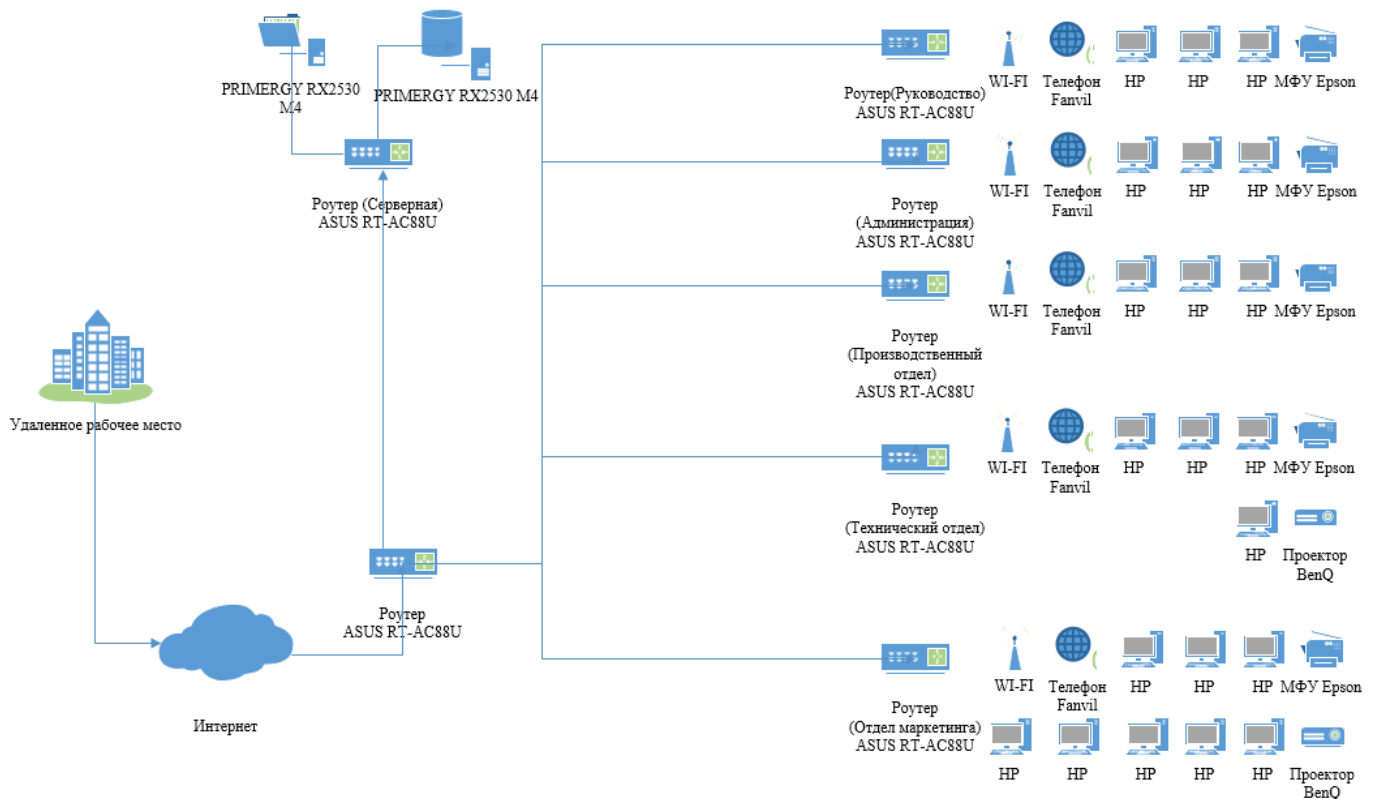 PRIMERGY RX2530
M4
PRIMERGY RX2530 M4
Роутер (Серверная)
ASUS RT-AC88U
Удаленное рабочее место
Интернет
Роутер
ASUS RT-AC88U
Роутер(Руководство)
ASUS RT-AC88U
WI-FI
Телефон
Fanvil
HP
HP
HP
МФУ Epson
Роутер
(Администрация)
ASUS RT-AC88U
WI-FI
Телефон
Fanvil
HP
HP
HP
МФУ Epson
Роутер
(Производственный
отдел)
ASUS RT-AC88U
WI-FI
Телефон
Fanvil
HP
HP
HP
МФУ Epson
Роутер
(Технический отдел)
ASUS RT-AC88U
WI-FI
Телефон
Fanvil
HP
HP
HP
МФУ Epson
HP
Проектор
BenQ
Роутер
(Отдел маркетинга)
ASUS RT-AC88U
WI-FI
Телефон
Fanvil
HP
HP
HP
МФУ Epson
HP
HP
HP
HP
HP
Проектор
BenQ